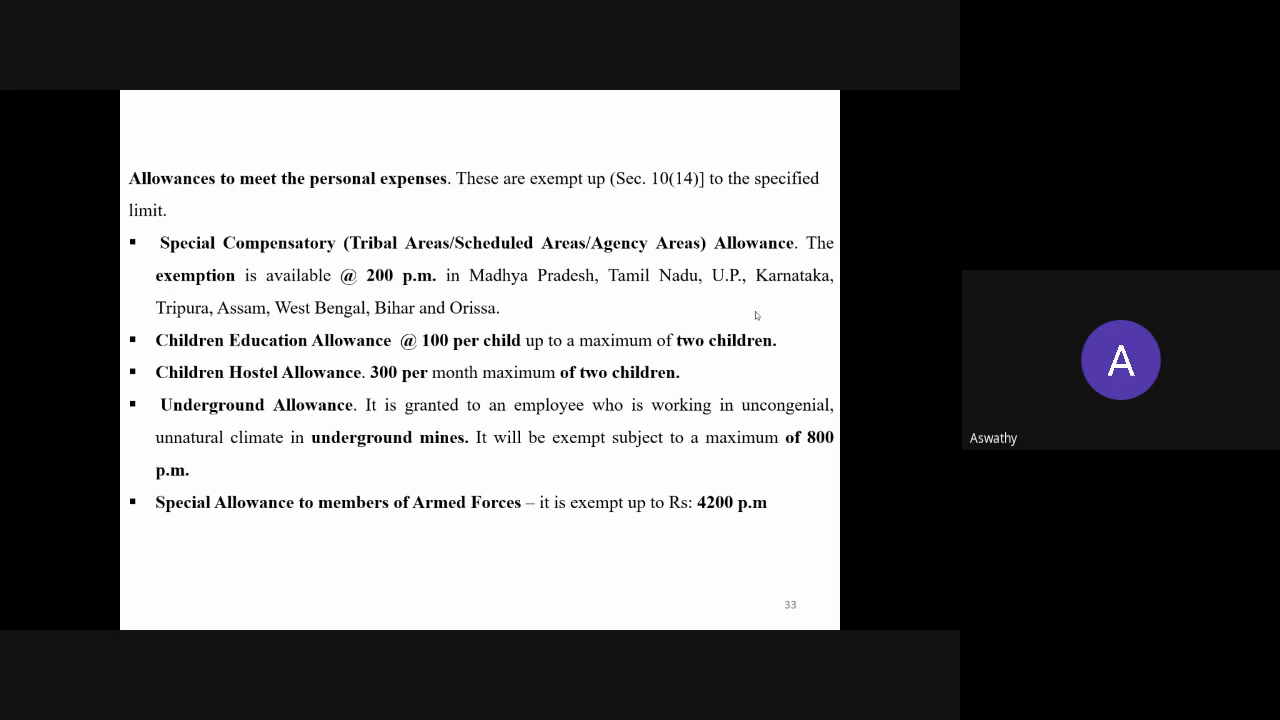 Allowances to meet the personal expenses. These are exempt up (Sec. 10(14)] to the specified
limit.
▪ Special Compensatory (Tribal Areas/Scheduled Areas/Agency Areas) Allowance. The
exemption is available @ 200 p.m. in Madhya Pradesh, Tamil Nadu, U.P., Karnataka,
Tripura, Assam, West Bengal, Bihar and Orissa.
▪ Children Education Allowance @ 100 per child up to a maximum of two children.
▪ Children Hostel Allowance. 300 per month maximum of two children.
▪ Underground Allowance. It is granted to an employee who is working in uncongenial,
unnatural climate in underground mines. It will be exempt subject to a maximum of 800
p.m.
▪ Special Allowance to members of Armed Forces – it is exempt up to Rs: 4200 p.m
33
A
Aswathy